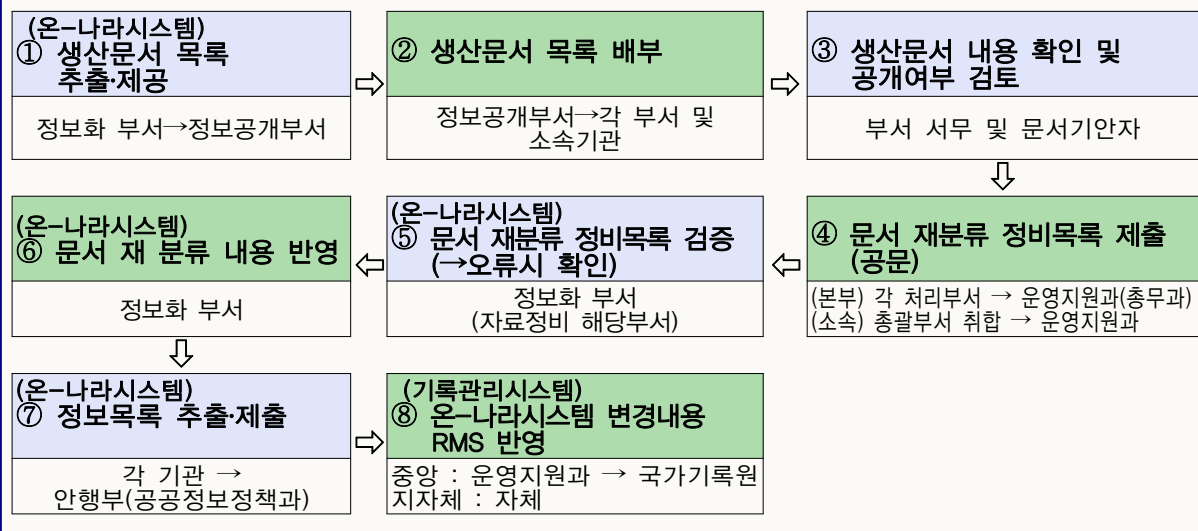 (온-나라시스템)
① 생산문서 목록
추출·제공
정보화 부서→정보공개부서
② 생산문서 목록 배부
정보공개부서→각 부서 및
소속기관
③ 생산문서 내용 확인 및
공개여부 검토
부서 서무 및 문서기안자
④ 문서 재분류 정비목록 제출
(공문)
(본부) 각 처리부서 → 운영지원과(총무과)
(소속) 총괄부서 취합 → 운영지원과
(온-나라시스템)
⑤ 문서 재분류 정비목록 검증
(→오류시 확인)
정보화 부서
(자료정비 해당부서)
(온-나라시스템)
⑥ 문서 재 분류 내용 반영
정보화 부서
(온-나라시스템)
⑦ 정보목록 추출·제출
각 기관 →
안행부(공공정보정책과)
(기록관리시스템)
⑧ 온-나라시스템 변경내용
RMS 반영
중앙 : 운영지원과 → 국가기록원
지자체 : 자체